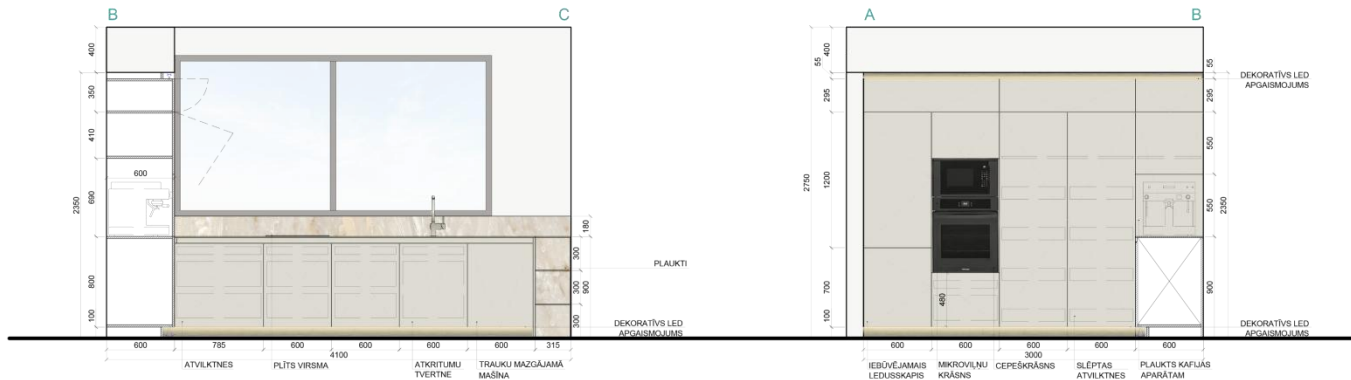 B
C
400
350
410
600
690
2350
800
100
180
300
300
900
300
PLAUKTI
DEKORATĪVS LED
APGAISMOJUMS
600
785
600
600
600
600
315
4100
ATVILKTNES
PLĪTS VIRSMA
ATKRITUMU
TVERTNE
TRAUKU MAZGĀJAMĀ
MAŠĪNA
A
B
400
55
55
DEKORATĪVS LED
APGAISMOJUMS
295
295
550
2750
1200
550
2350
700
480
900
100
DEKORATĪVS LED
APGAISMOJUMS
600
600
600
600
600
3000
IEBŪVĒJAMAIS
LEDUSSKAPIS
MIKROVIĻŅU
KRĀSNS
CEPEŠKRĀSNS
SLĒPTAS
ATVILKTNES
PLAUKTS KAFIJAS
APARĀTAM